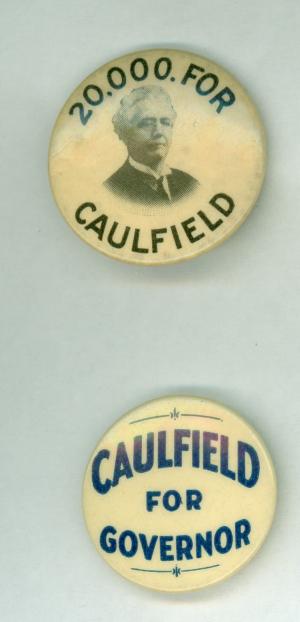 20,000. FOR
CAULFIELD
CAULFIELD
FOR
GOVERNOR